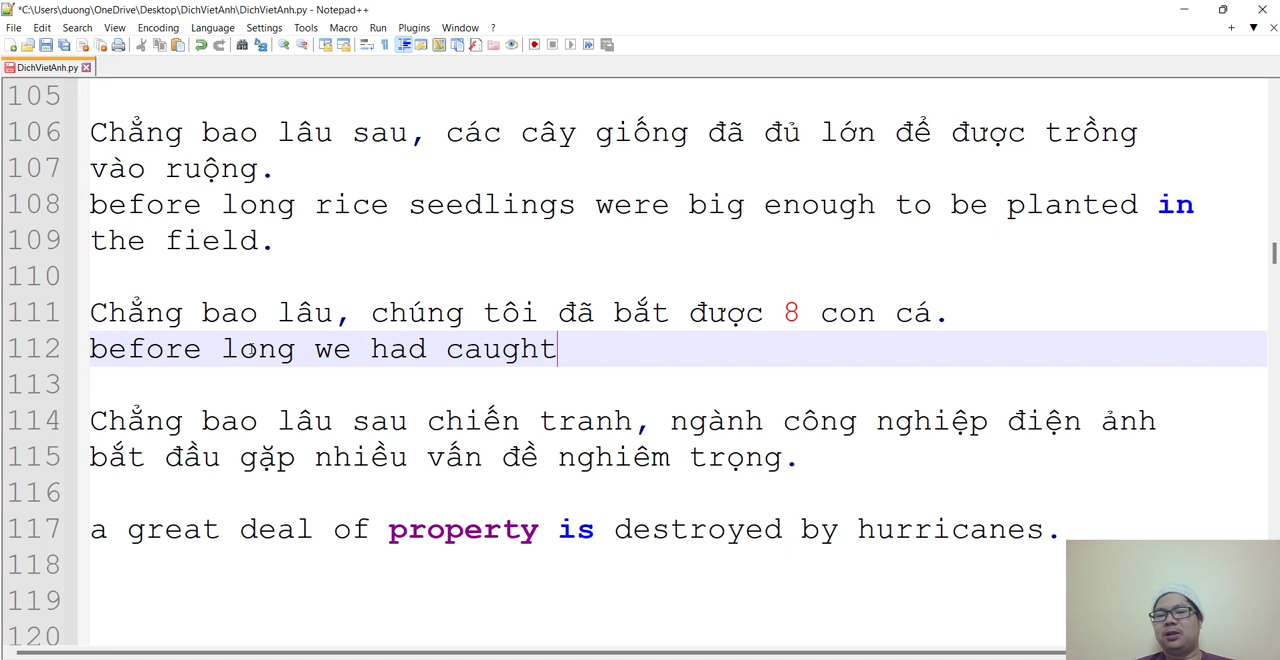 *C:\Users\duong\OneDrive\Desktop\DichVietAnh\DichVietAnh.py - Notepad++
File Edit Search View Encoding Language Settings Tools Macro Run Plugins Window ?
DichVietAnh.py
105
106 Chẳng bao lâu sau, các cây giống đã đủ lớn để được trồng
107 vào ruộng.
108 before long rice seedlings were big enough to be planted in
109 the field.
110
111 Chẳng bao lâu, chúng tôi đã bắt được 8 con cá.
112 before long we had caught
113
114 Chẳng bao lâu sau chiến tranh, ngành công nghiệp điện ảnh
115 bắt đầu gặp nhiều vấn đề nghiêm trọng.
116
117 a great deal of property is destroyed by hurricanes.
118
119
120